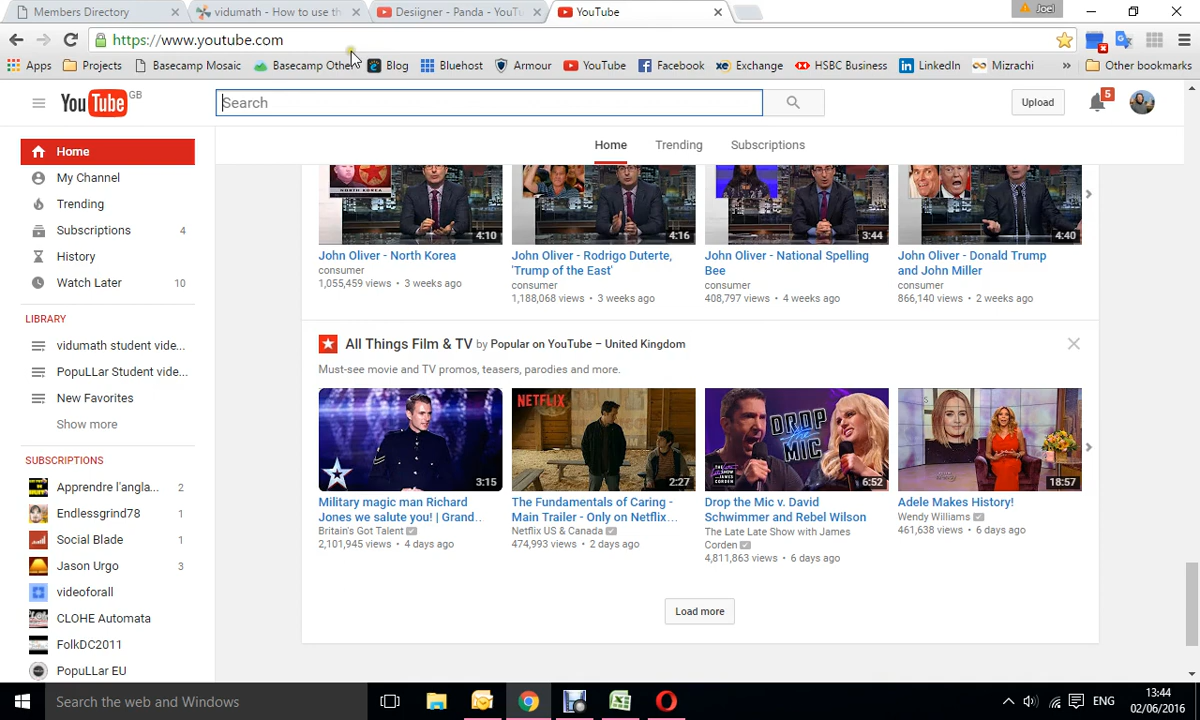 Members Directory
vidumath - How to use th
Desiigner - Panda - YouTu
YouTube
Joel
https://www.youtube.com
Apps
Projects
Basecamp Mosaic
Basecamp Othe
Blog
Bluehost
Armour
YouTube
Facebook
Exchange
HSBC Business
LinkedIn
Mizrachi
»
Other bookmarks
YouTube GB
Search
Upload
5
Home
Trending
Subscriptions
Home
My Channel
Trending
Subscriptions 4
History
Watch Later 10
LIBRARY
vidumath student vide...
PopuLLar Student vide...
New Favorites
Show more
SUBSCRIPTIONS
Apprendre l'angla... 2
Endlessgrind78 1
Social Blade 1
Jason Urgo 3
videoforall
CLOHE Automata
FolkDC2011
PopuLLar EU
NORTH KOREA
4:10
4:16
3:44
4:40
John Oliver - North Korea
consumer
1,055,459 views • 3 weeks ago
John Oliver - Rodrigo Duterte,
'Trump of the East'
consumer
1,188,068 views • 3 weeks ago
John Oliver - National Spelling
Bee
consumer
408,797 views • 4 weeks ago
John Oliver - Donald Trump
and John Miller
consumer
866,140 views • 2 weeks ago
All Things Film & TV by Popular on YouTube – United Kingdom
Must-see movie and TV promos, teasers, parodies and more.
3:15
NETFLIX
2:27
DROP
THE
MIC
6:52
18:57
Military magic man Richard
Jones we salute you! | Grand..
Britain's Got Talent
2,101,945 views • 4 days ago
The Fundamentals of Caring -
Main Trailer - Only on Netflix...
Netflix US & Canada
474,993 views • 2 days ago
Drop the Mic v. David
Schwimmer and Rebel Wilson
The Late Late Show with James
Corden
4,811,863 views • 6 days ago
Adele Makes History!
Wendy Williams
461,638 views • 6 days ago
Load more
Search the web and Windows
ENG
13:44
02/06/2016